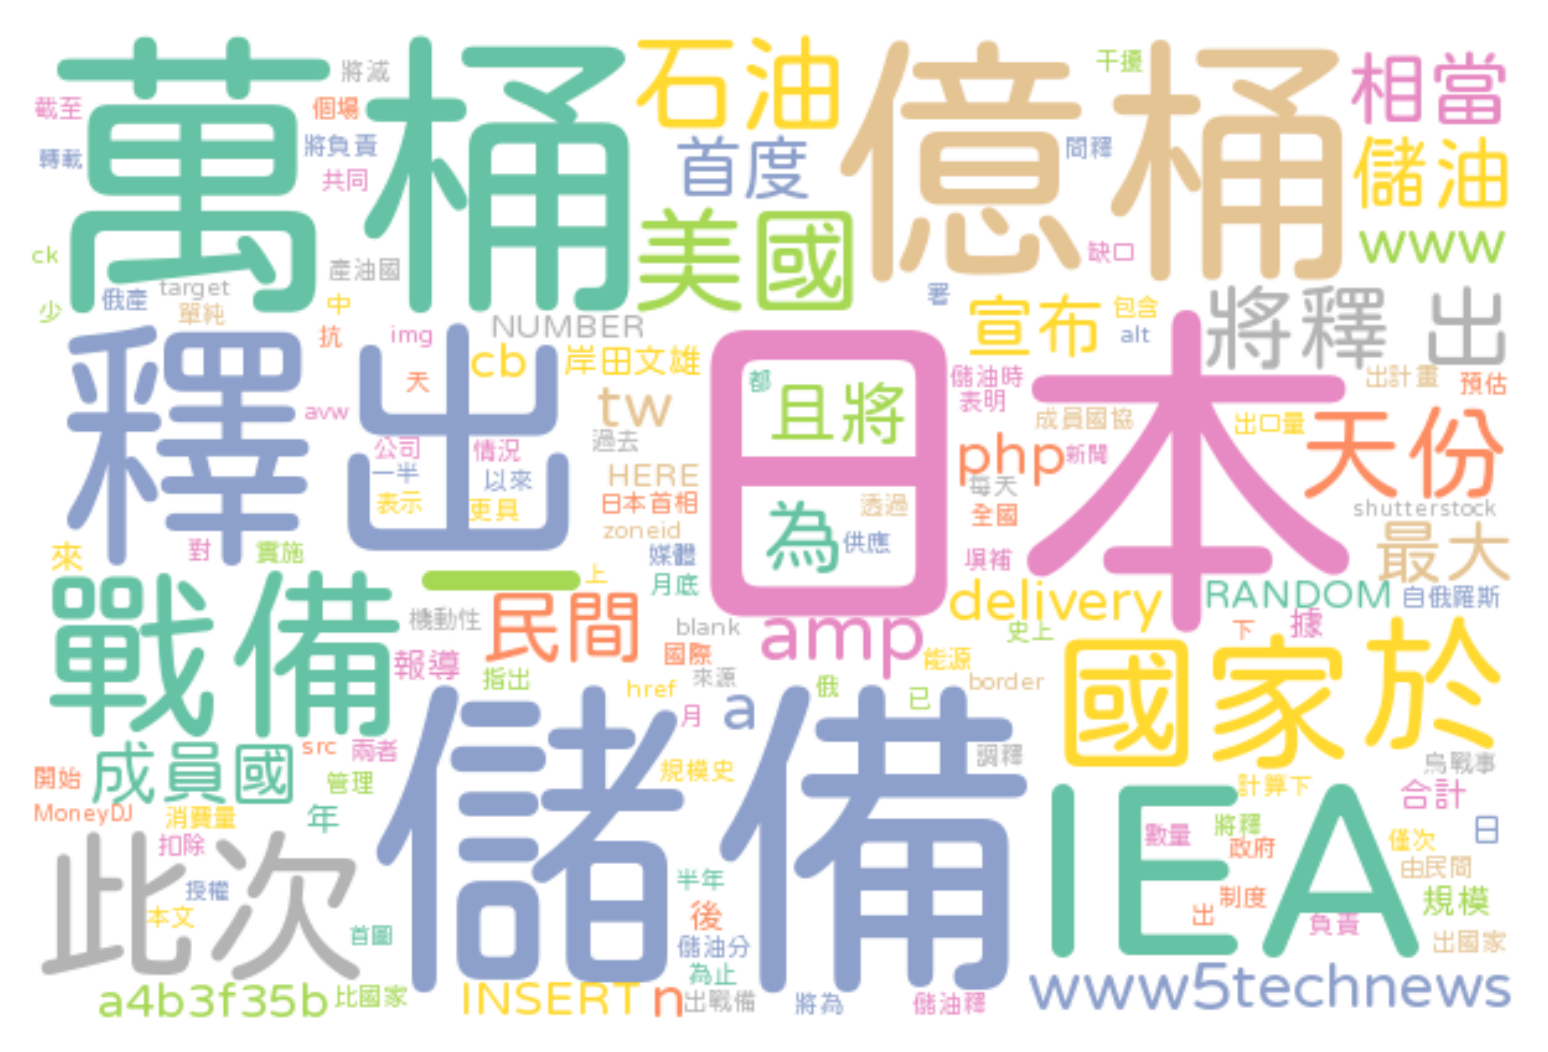 萬桶
將減
石油
億桶
干擾
相當
截至
個場
將負責
首度
間釋
儲油
轉載
共同
美國
缺口
www
ck
產油國
target
俄產
中
單純
少
抗
署
宣布
包含
將釋 出
釋出
img
NUMBER
alt
cb
岸田文雄
日本
都
且將
儲油時
表明
出計畫
預估
天
avw
tw
成員國協
出口量
天份
公司
情況
過去
php
新聞
一半
以來
HERE
每天
表示
更具
日本首相
透過
全國
shutterstock
zoneid
為
供應
最大
來
對
實施
媒體
填補
一
上
月底
delivery
RANDOM
自俄羅斯
戰備
機動性
民間
blank
amp
史上
下
據
報導
國際
能源
國家於
指出
href
來源
俄
已
border
儲備
月
a
成員國
src
兩者
調釋
烏戰事
開始
管理
規模史
IEA
計算下
合計
MoneyDJ
消費量
年
數量
將釋
日
此次
扣除
政府
僅次
授權
半年
由民間
本文
後
制度
規模
首圖
儲油分
出
負責
出國家
為止
a4b3f35b
比國家
INSERT
n
出戰備
將為
儲油釋
www5technews